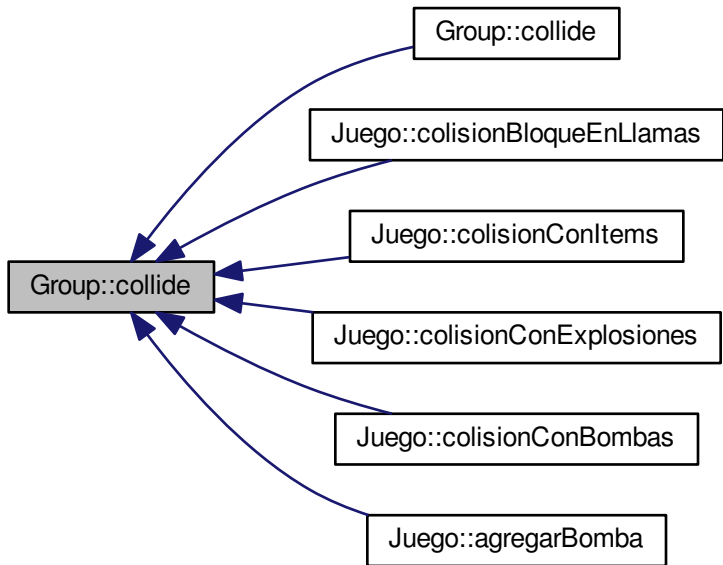 Group::collide
Juego::colisionBloqueEnLlamas
Juego::colisionConItems
Group::collide
Juego::colisionConExplosiones
Juego::colisionConBombas
Juego::agregarBomba